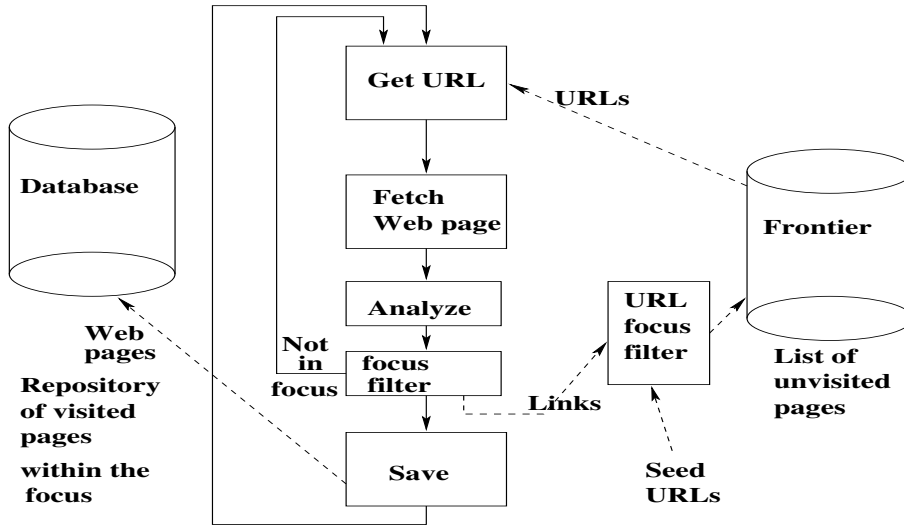 Get URL
URLs
Database
Fetch
Web page
Frontier
Analyze
URL
focus
filter
Web
pages
Not
in
focus
focus
filter
List of
unvisited
pages
Repository
of visited
pages
within the
focus
Links
Save
Seed
URLs